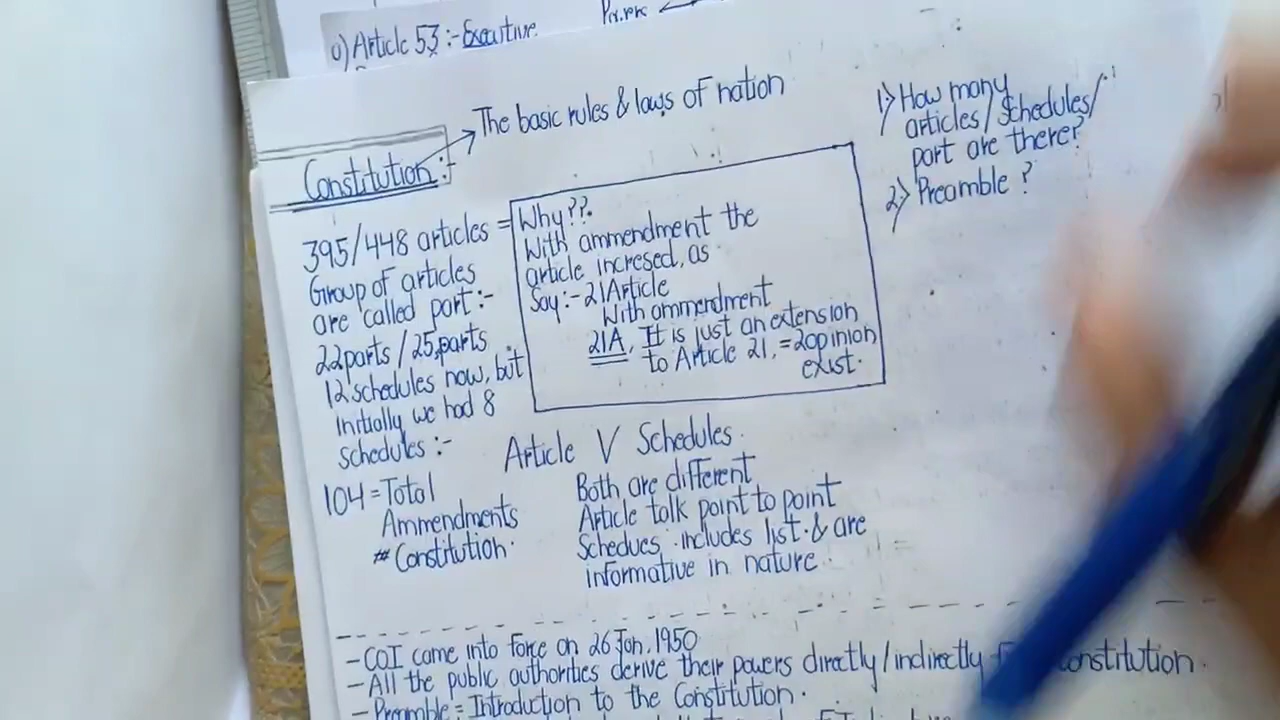 o) Article 53 :- Executive.
The basic rules & laws of nation
Constitution :-
395/448 articles =
Group of articles
are called part :-
22 parts / 25, parts
12 schedules now, but
Initially we had 8
schedules :-
104 = Total
Ammendments
# Constitution.
Why??.
With ammendment the
article incresed, as
Say :- 21 Article
With ammendment
21A, It is just an extension
to Article 21, = 2 opinion
exist.
1) How many
articles / Schedules /
part are there?
2) Preamble ?
Article V Schedules.
Both are different
Article talk point to point
Schedues includes list. & are
informative in nature.
- COI came into force on 26 Jan, 1950
- All the public authorities derive their powers directly / indirectly constitution.
- Preamble = Introduction to the Constitution.